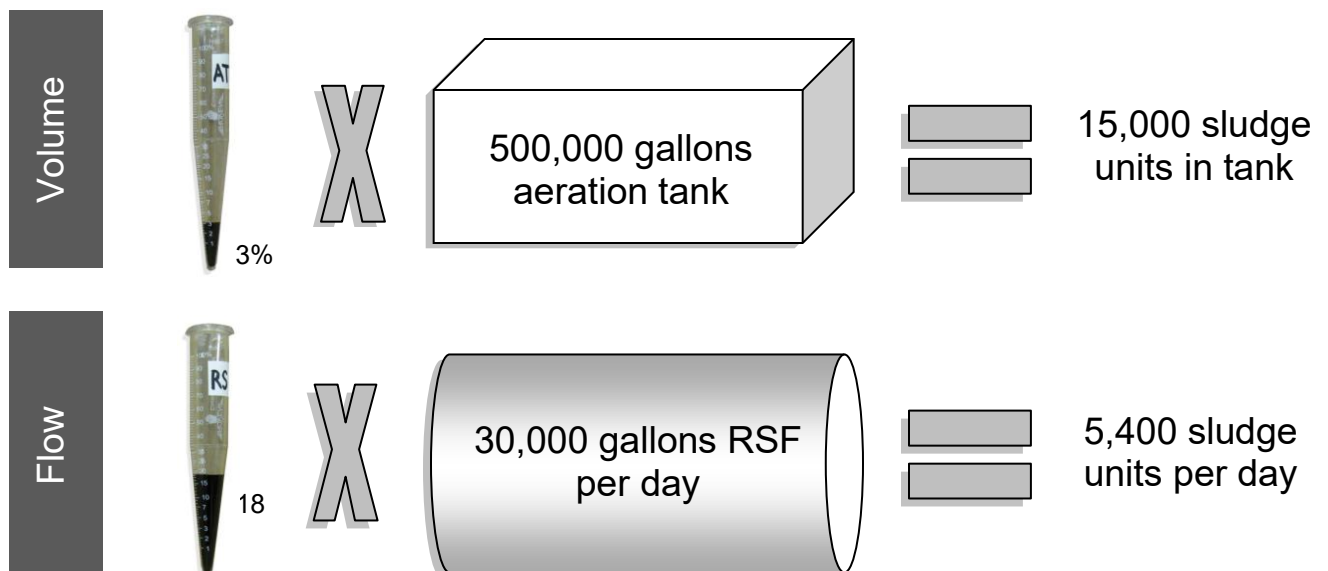 Volume
AT
3%
500,000 gallons
aeration tank
15,000 sludge
units in tank
Flow
RS
18
30,000 gallons RSF
per day
5,400 sludge
units per day